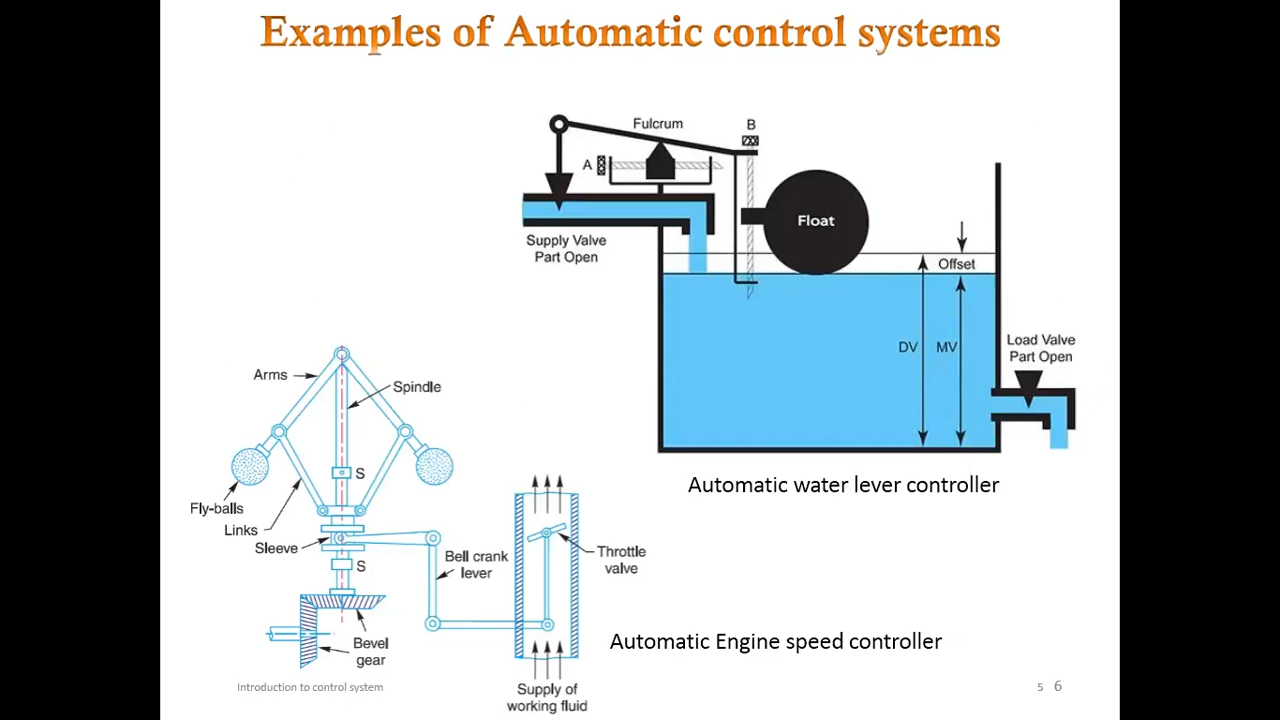 Examples of Automatic control systems
Fulcrum
B
A
Float
Supply Valve
Part Open
Offset
DV
MV
Load Valve
Part Open
Automatic water lever controller
Arms
Spindle
S
Fly-balls
Links
Sleeve
S
Bell crank
lever
Throttle
valve
Bevel
gear
Automatic Engine speed controller
Supply of
working fluid
Introduction to control system
5 6